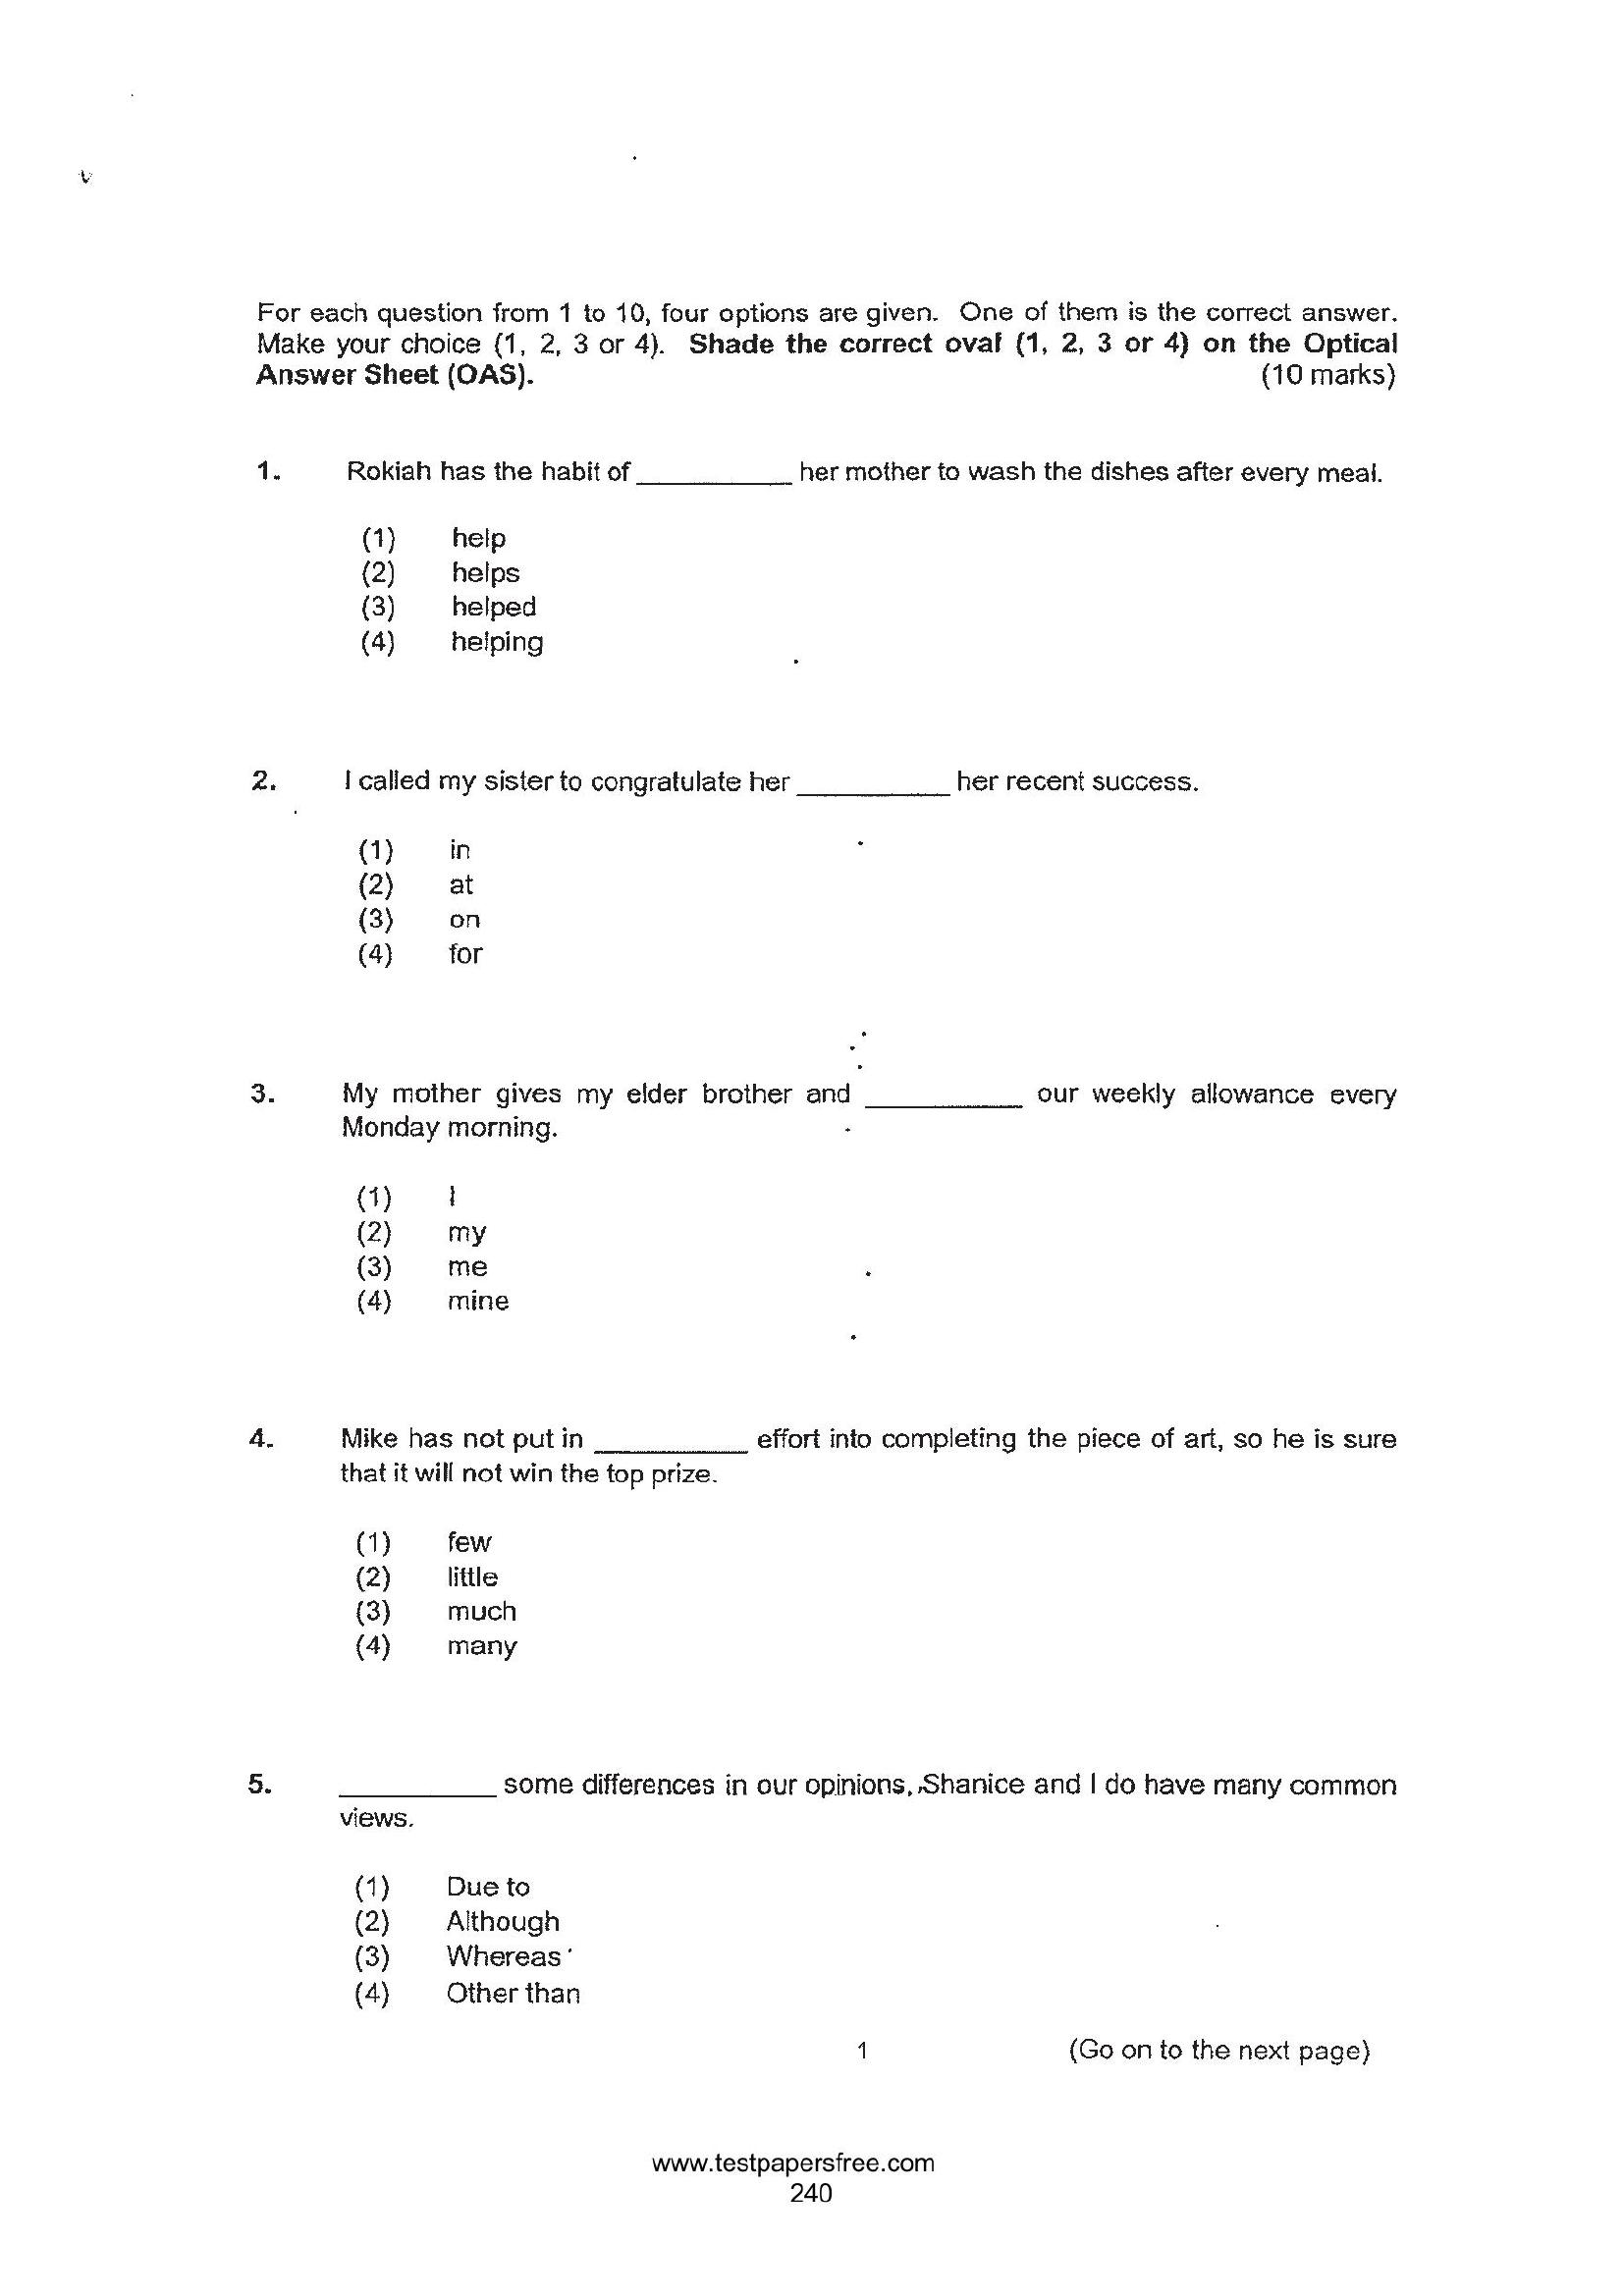 For each question from 1 to 10, four options are given. One of them is the correct answer.
Make your choice (1, 2, 3 or 4). Shade the correct oval (1, 2, 3 or 4) on the Optical
Answer Sheet (OAS). (10 marks)
1. Rokiah has the habit of __________ her mother to wash the dishes after every meal.
(1) help
(2) helps
(3) helped
(4) helping
2. I called my sister to congratulate her __________ her recent success.
(1) in
(2) at
(3) on
(4) for
3. My mother gives my elder brother and __________ our weekly allowance every
Monday morning.
(1) I
(2) my
(3) me
(4) mine
4. Mike has not put in __________ effort into completing the piece of art, so he is sure
that it will not win the top prize.
(1) few
(2) little
(3) much
(4) many
5. __________ some differences in our opinions, Shanice and I do have many common
views.
(1) Due to
(2) Although
(3) Whereas
(4) Other than
1 (Go on to the next page)
www.testpapersfree.com
240